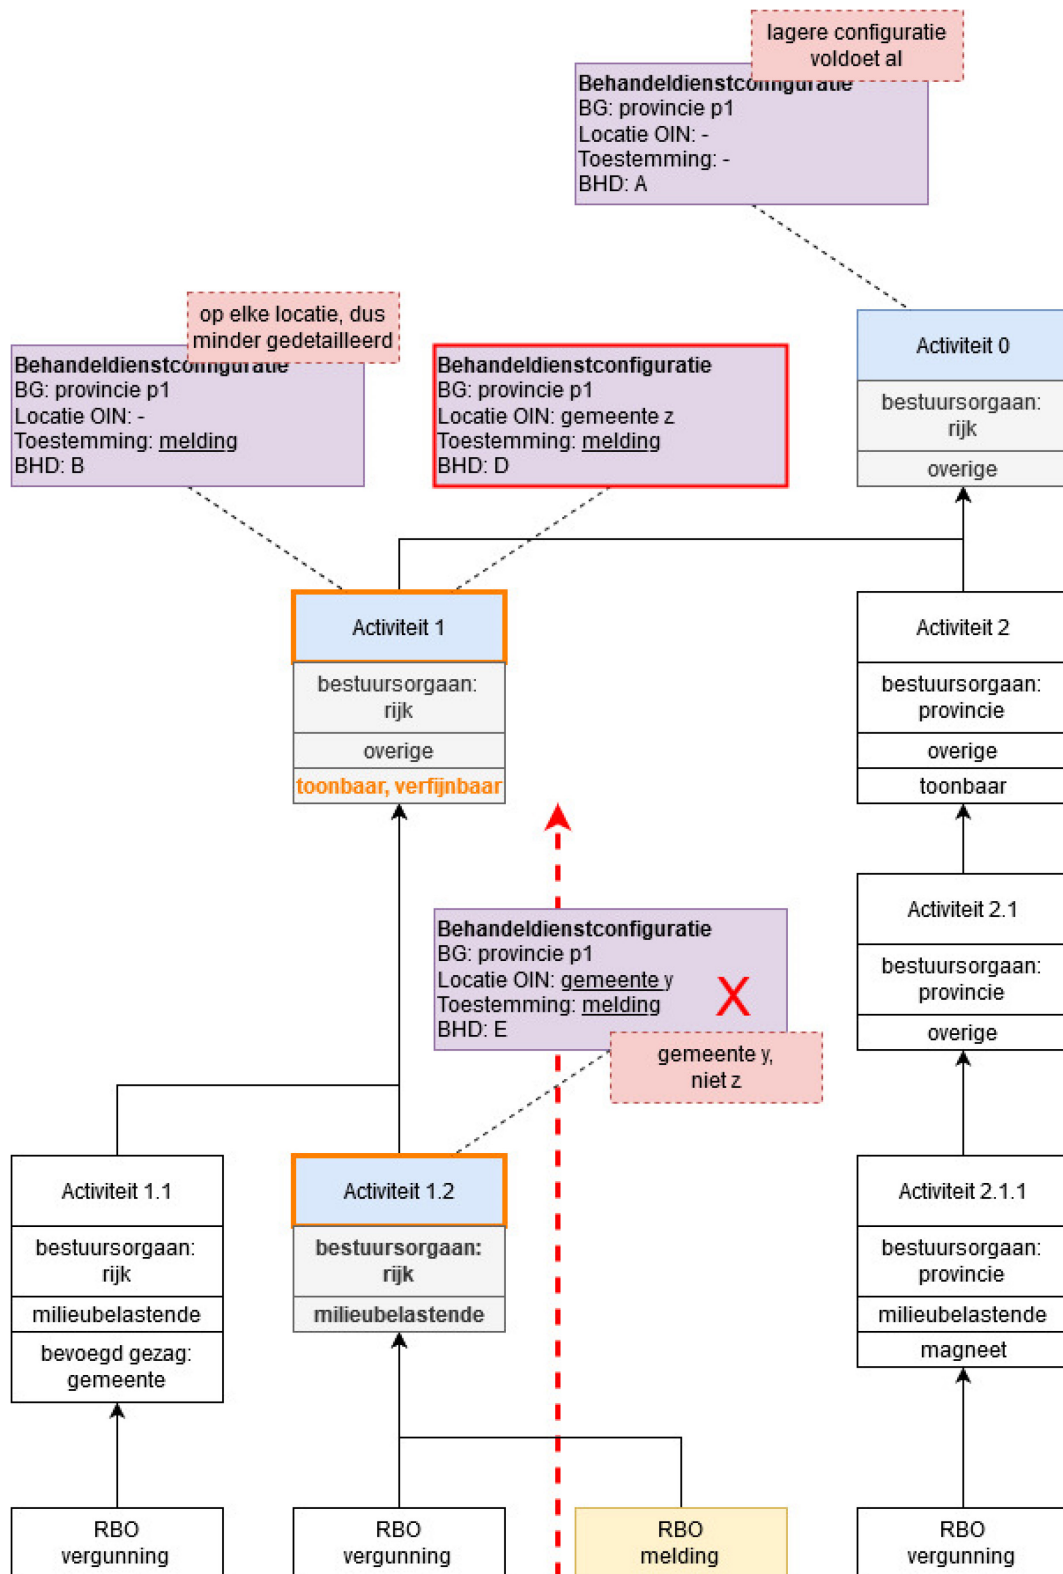 lagere configuratie
voldoet al
Behandeldienstconfiguratie
BG: provincie p1
Locatie OIN: -
Toestemming: -
BHD: A
op elke locatie, dus
minder gedetailleerd
Behandeldienstconfiguratie
BG: provincie p1
Locatie OIN: -
Toestemming: melding
BHD: B
Behandeldienstconfiguratie
BG: provincie p1
Locatie OIN: gemeente z
Toestemming: melding
BHD: D
Activiteit 0
bestuursorgaan:
rijk
overige
Activiteit 1
bestuursorgaan:
rijk
overige
toonbaar, verfijnbaar
Activiteit 2
bestuursorgaan:
provincie
overige
toonbaar
Behandeldienstconfiguratie
BG: provincie p1
Locatie OIN: gemeente y
Toestemming: melding
BHD: E
X
gemeente y,
niet z
Activiteit 2.1
bestuursorgaan:
provincie
overige
Activiteit 1.1
bestuursorgaan:
rijk
milieubelastende
bevoegd gezag:
gemeente
Activiteit 1.2
bestuursorgaan:
rijk
milieubelastende
Activiteit 2.1.1
bestuursorgaan:
provincie
milieubelastende
magneet
RBO
vergunning
RBO
vergunning
RBO
melding
RBO
vergunning